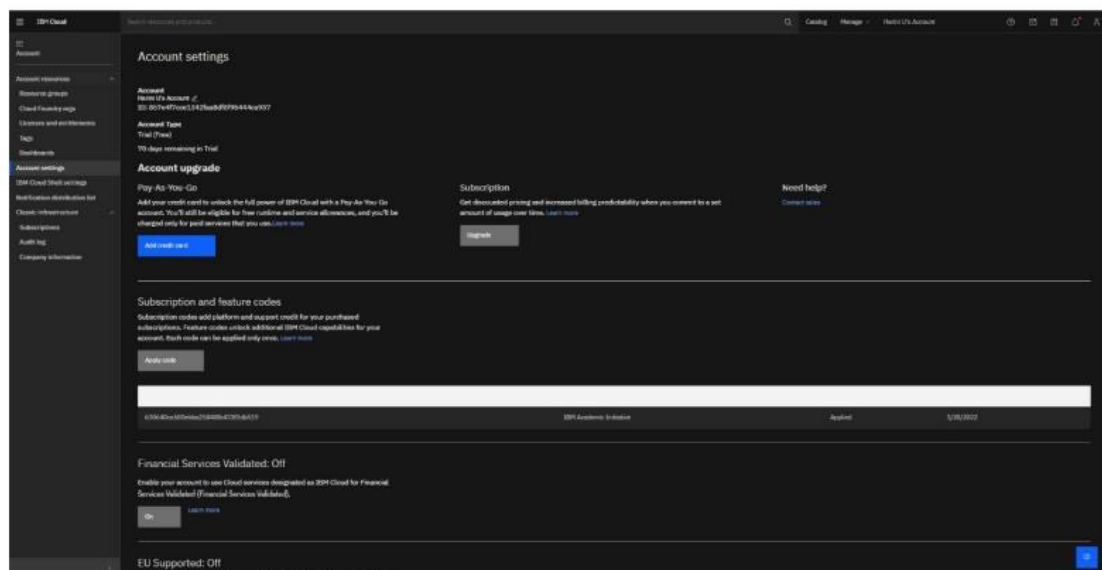 IBM Cloud
Search resources and products...
Catalog
Manage
Account
Account resources
Resource groups
Cloud Foundry orgs
Licenses and entitlements
Tags
Dashboards
Account settings
IBM Cloud Shell settings
Notification distribution list
Classic infrastructure
Subscriptions
Audit log
Company information
Account settings
Account
ID:
Account Type
Trial (Free)
days remaining in Trial
Account upgrade
Pay-As-You-Go
Add your credit card to unlock the full power of IBM Cloud with a Pay-As-You-Go
account. You'll still be eligible for free runtime and service allowances, and you'll be
charged only for paid services that you use. Learn more
Add credit card
Subscription
Get discounted pricing and increased billing predictability when you commit to a set
amount of usage over time. Learn more
Upgrade
Need help?
Contact sales
Subscription and feature codes
Subscription codes add platform and support credit for your purchased
subscriptions. Feature codes unlock additional IBM Cloud capabilities for your
account. Each code can be applied only once. Learn more
Apply code
IBM Academic Initiative
Applied
Financial Services Validated: Off
Enable your account to use Cloud services designated as IBM Cloud for Financial
Services Validated (Financial Services Validated).
On
Learn more
EU Supported: Off